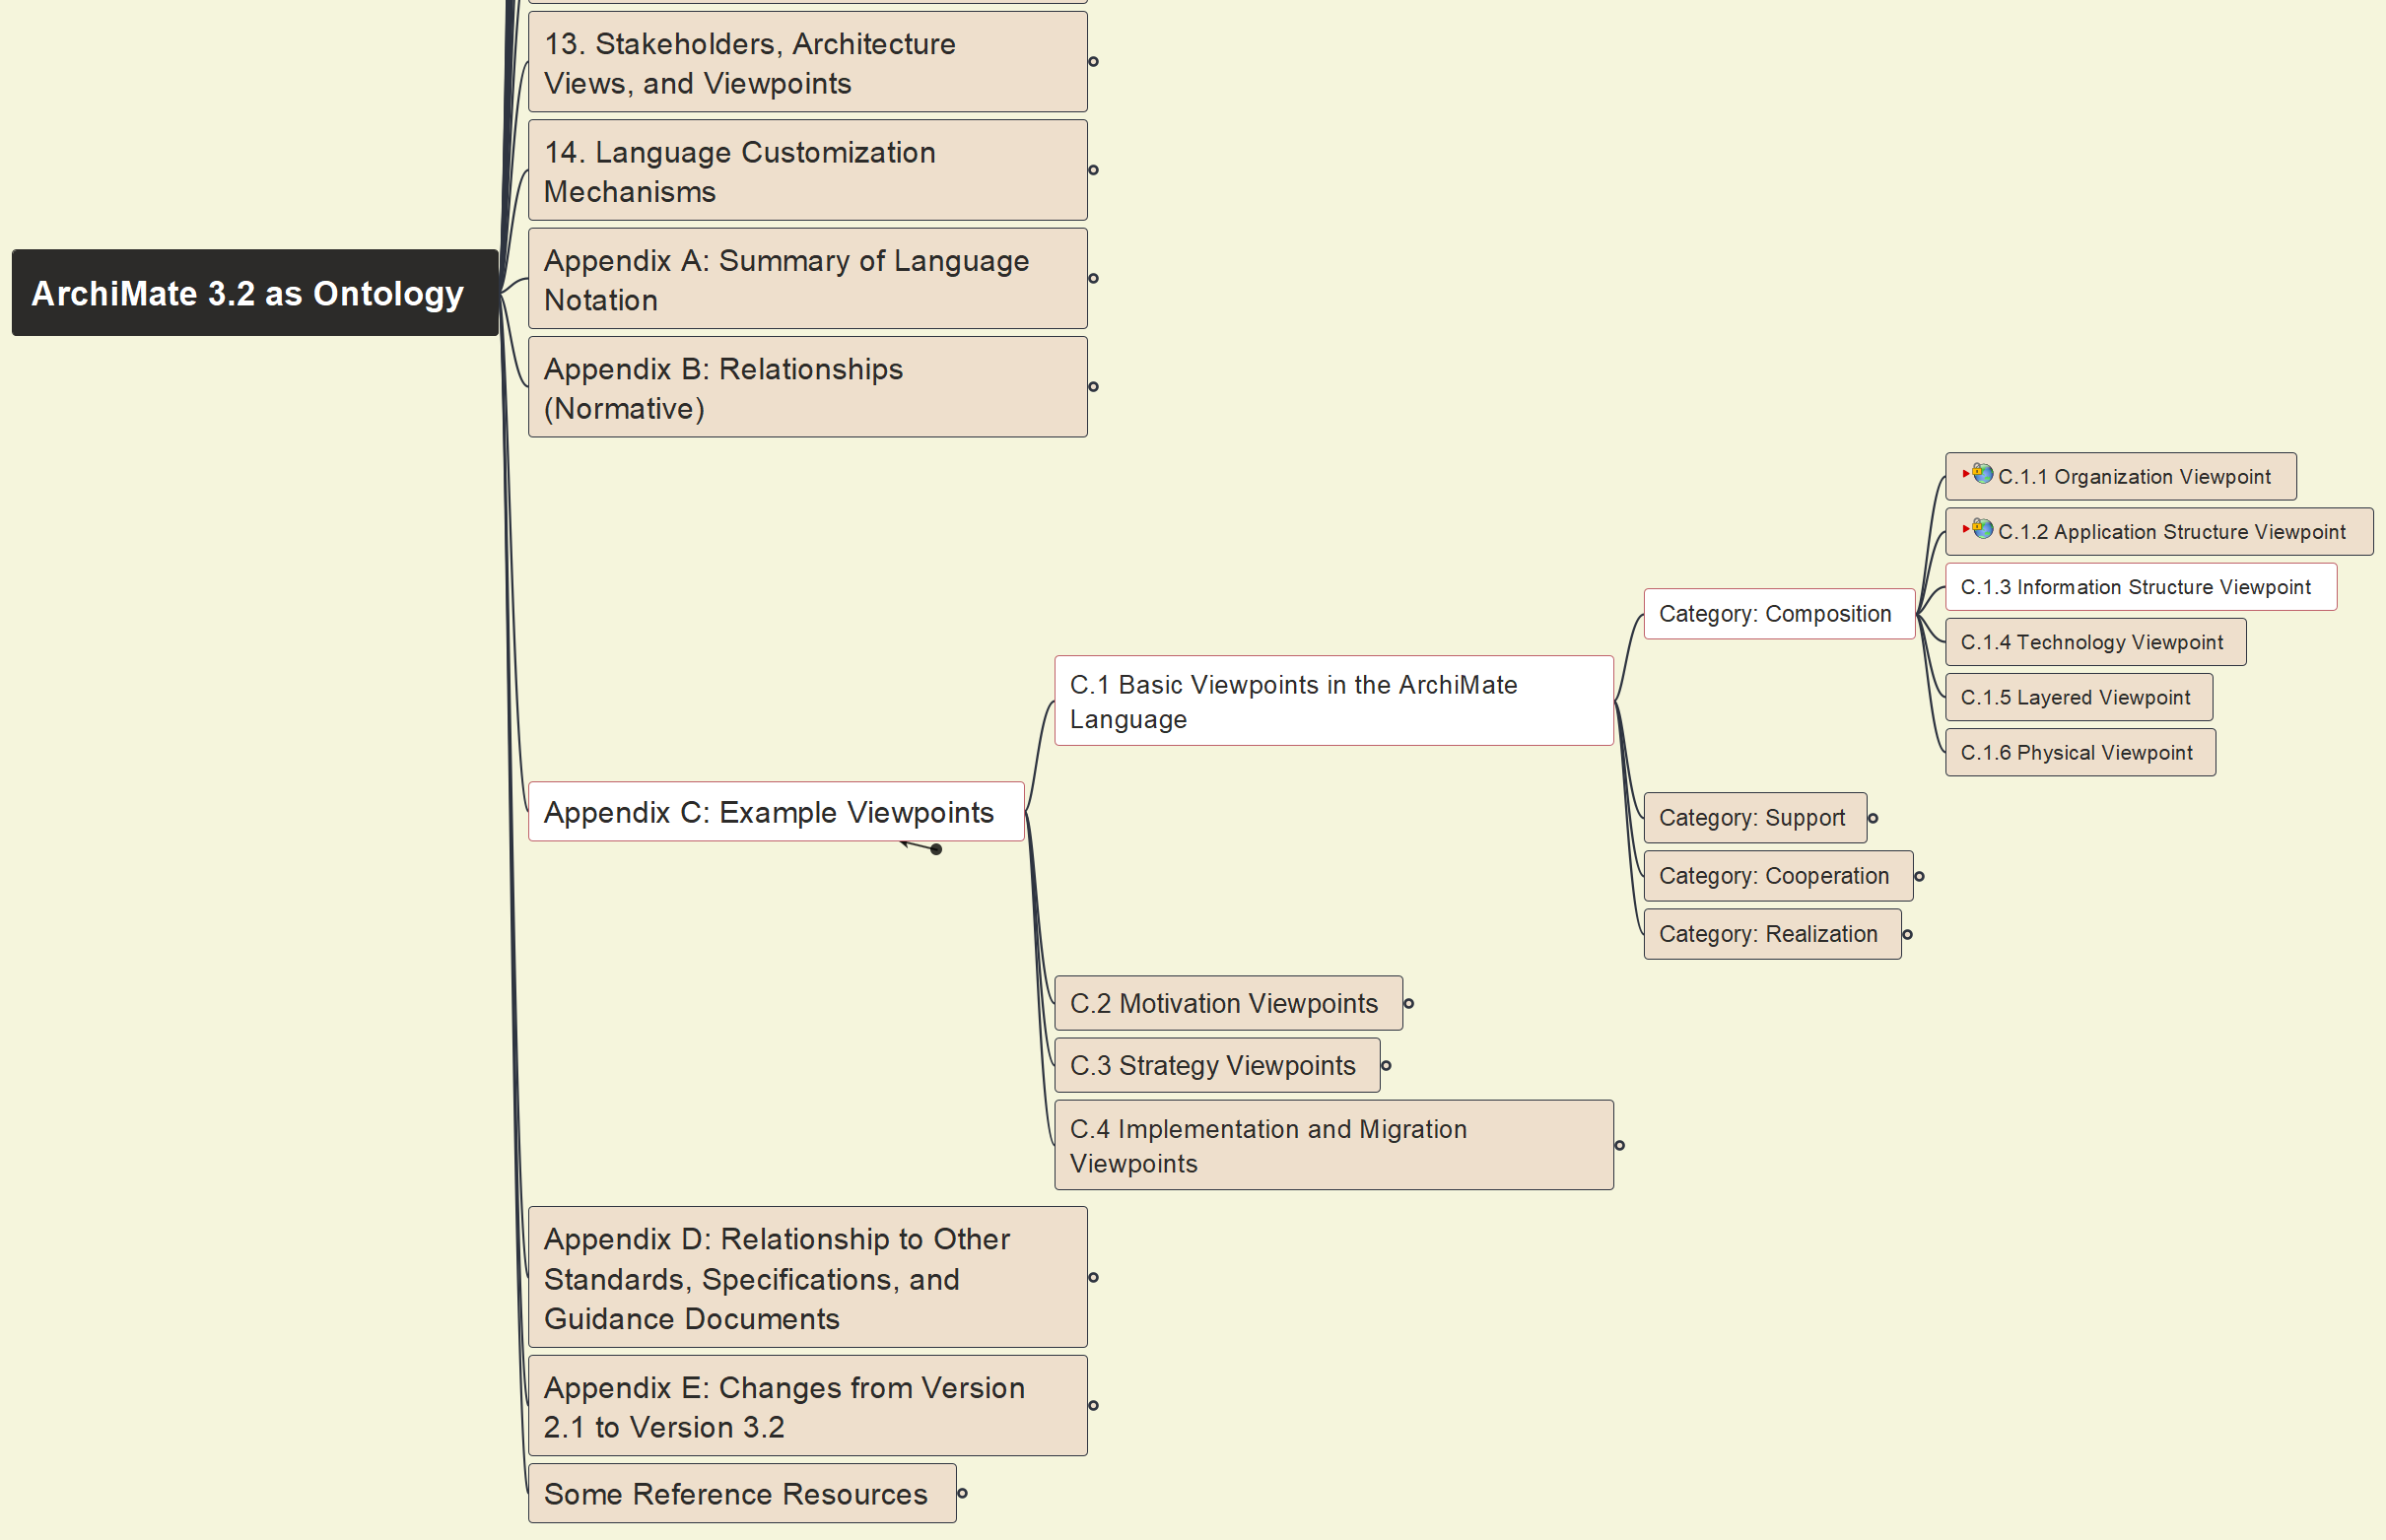 13. Stakeholders, Architecture
Views, and Viewpoints
14. Language Customization
Mechanisms
Appendix A: Summary of Language
Notation
ArchiMate 3.2 as Ontology
Appendix B: Relationships
(Normative)
C.1.1 Organization Viewpoint
C.1.2 Application Structure Viewpoint
C.1.3 Information Structure Viewpoint
Category: Composition
C.1.4 Technology Viewpoint
C.1.5 Layered Viewpoint
C.1.6 Physical Viewpoint
C.1 Basic Viewpoints in the ArchiMate
Language
Appendix C: Example Viewpoints
Category: Support
Category: Cooperation
Category: Realization
C.2 Motivation Viewpoints
C.3 Strategy Viewpoints
C.4 Implementation and Migration
Viewpoints
Appendix D: Relationship to Other
Standards, Specifications, and
Guidance Documents
Appendix E: Changes from Version
2.1 to Version 3.2
Some Reference Resources